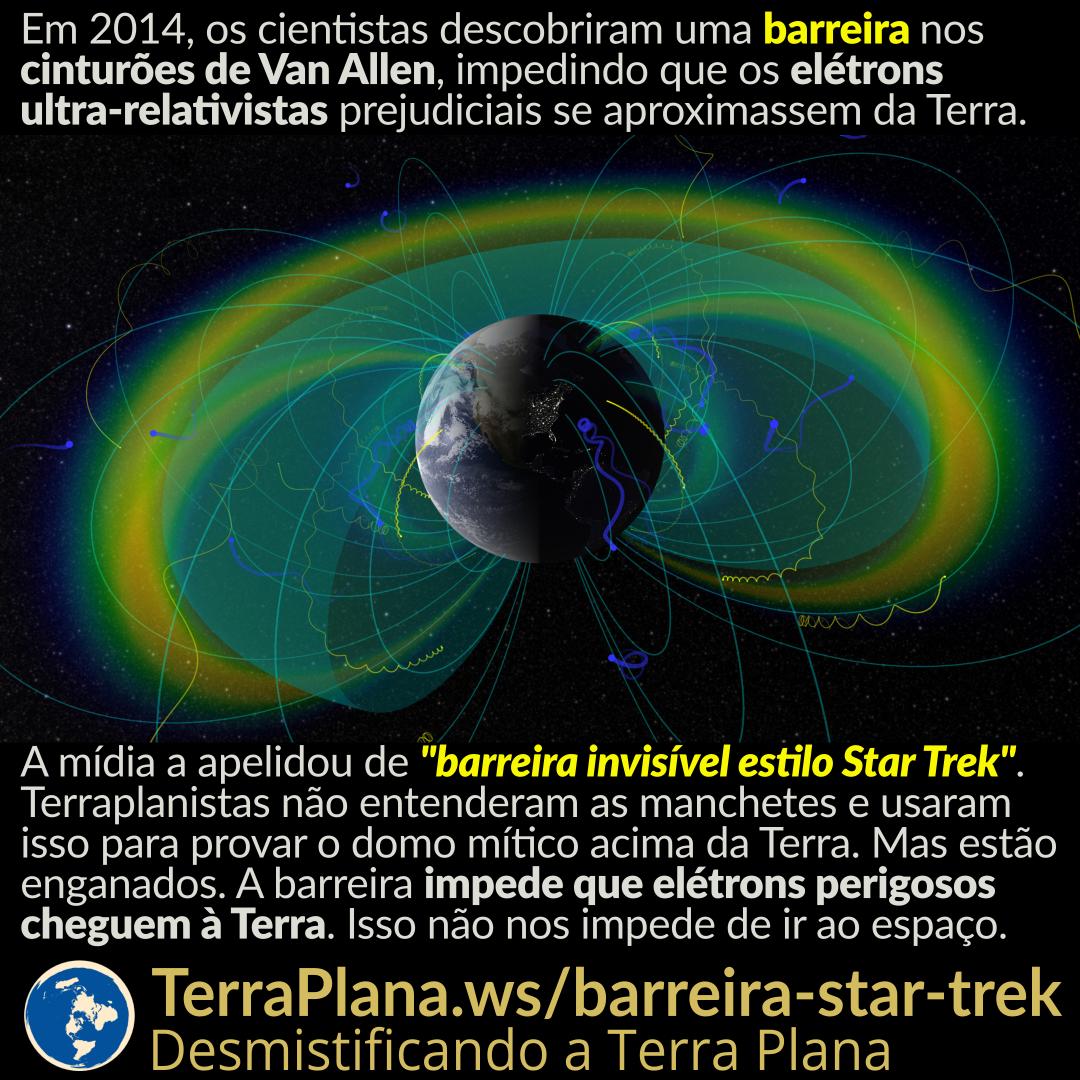 Em 2014, os cientistas descobriram uma barreira nos
cinturões de Van Allen, impedindo que os elétrons
ultra-relativistas prejudiciais se aproximassem da Terra.
A mídia a apelidou de "barreira invisível estilo Star Trek".
Terraplanistas não entenderam as manchetes e usaram
isso para provar o domo mítico acima da Terra. Mas estão
enganados. A barreira impede que elétrons perigosos
cheguem à Terra. Isso não nos impede de ir ao espaço.
TerraPlana.ws/barreira-star-trek
Desmistificando a Terra Plana